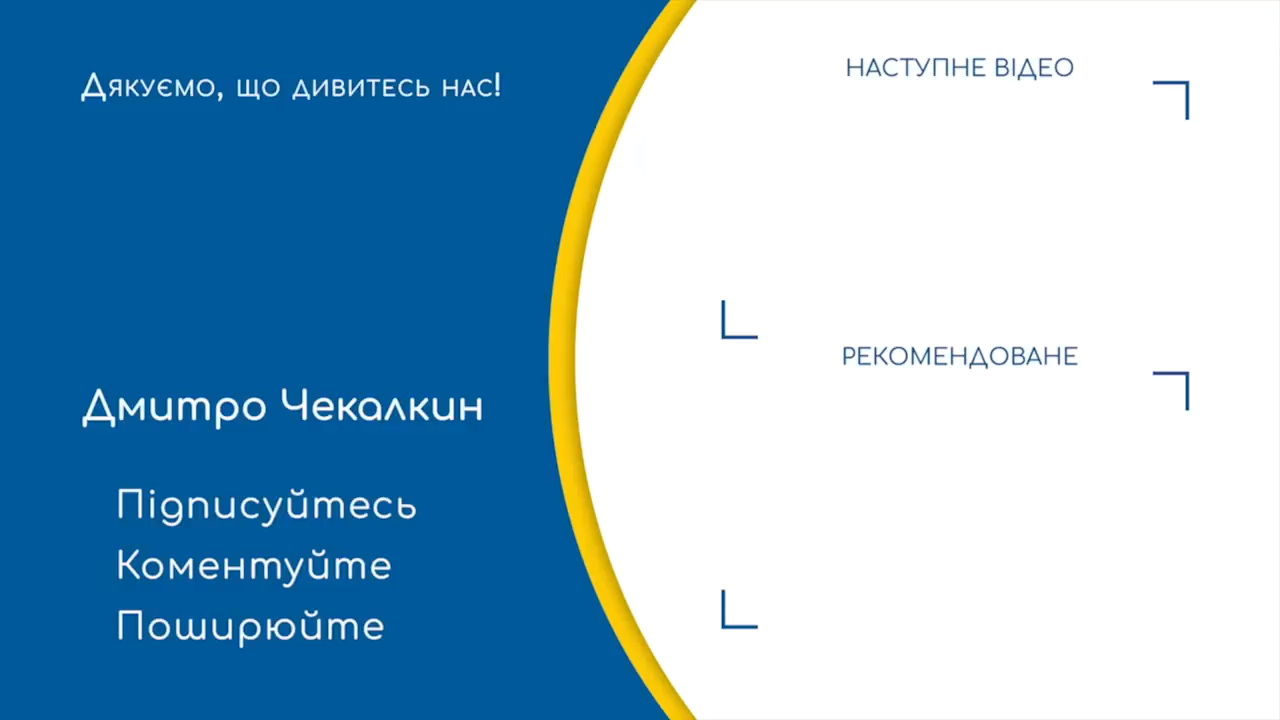 Дякуємо, що дивитесь нас!
Дмитро Чекалкин
Підписуйтесь
Коментуйте
Поширюйте
НАСТУПНЕ ВІДЕО
РЕКОМЕНДОВАНЕ